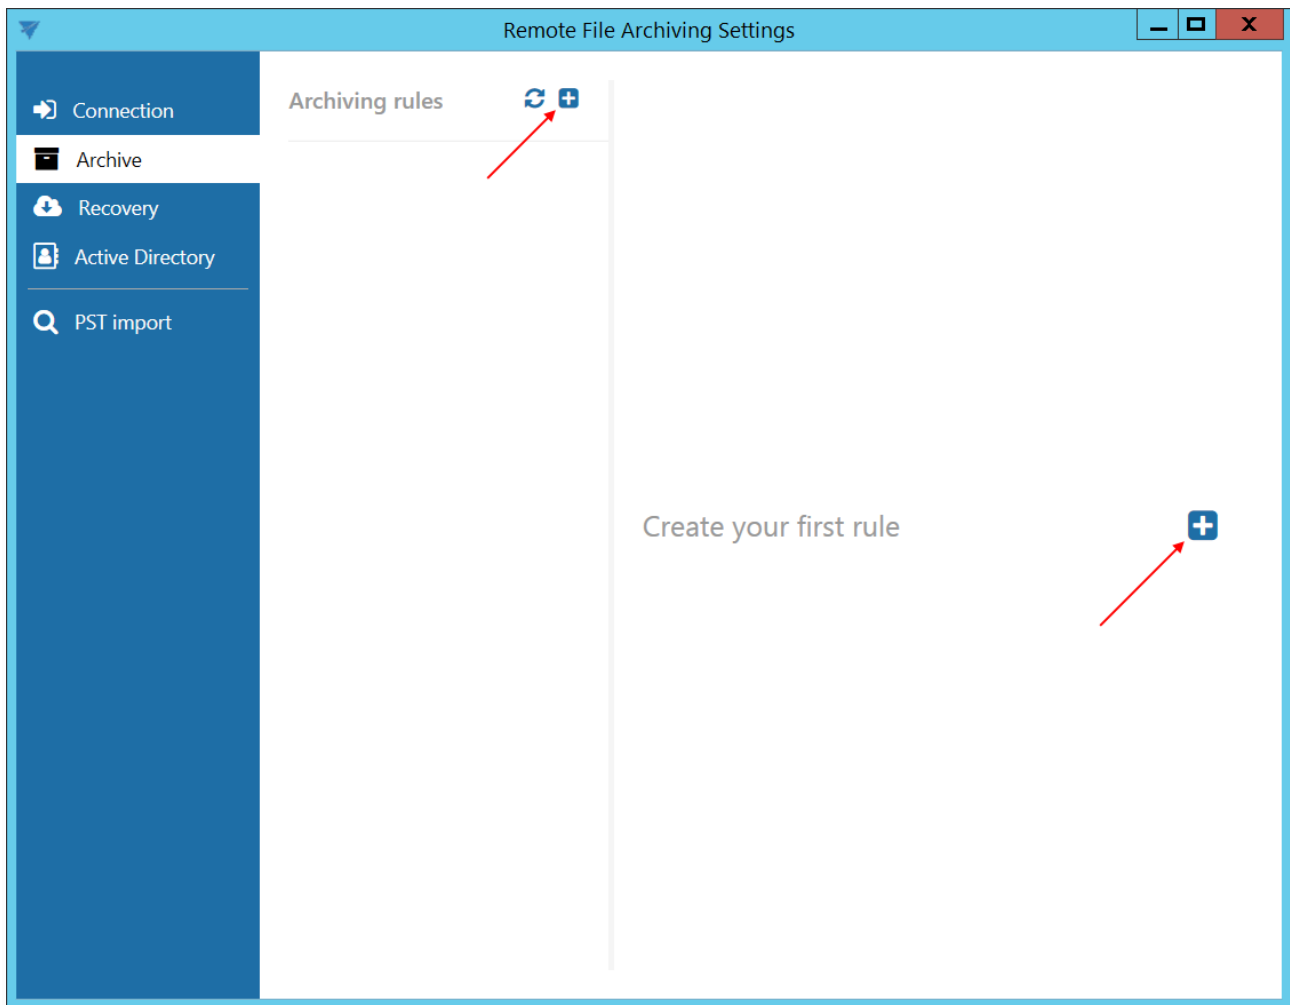 Remote File Archiving Settings
Connection
Archive
Recovery
Active Directory
PST import
Archiving rules
Create your first rule